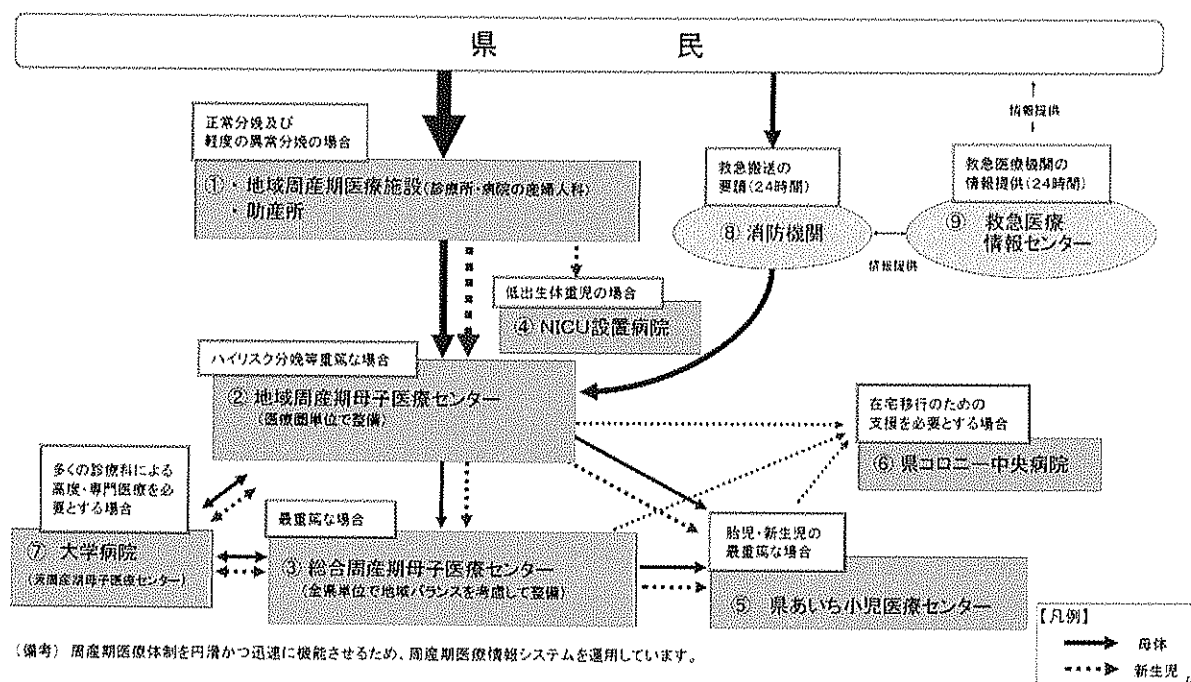 県民
情報提供
正常分娩及び
軽度の異常分娩の場合
①・地域周産期医療施設(診療所・病院の産婦人科)
・助産所
救急搬送の
要請(24時間)
⑧ 消防機関
救急医療機関の
情報提供(24時間)
⑨ 救急医療
情報センター
情報提供
低出生体重児の場合
④ NICU設置病院
ハイリスク分娩等重篤な場合
② 地域周産期母子医療センター
(医療圏単位で整備)
在宅移行のための
支援を必要とする場合
⑥ 県コロニー中央病院
多くの診療科による
高度・専門医療を必
要とする場合
⑦ 大学病院
周産期母子医療センター)
最重篤な場合
③ 総合周産期母子医療センター
(全県単位で地域バランスを考慮して整備)
胎児・新生児の
最重篤な場合
⑤ 県あいち小児医療センター
【凡例】
母体
新生児
(備考) 周産期医療体制を円滑かつ迅速に機能させるため、周産期医療情報システムを運用しています。